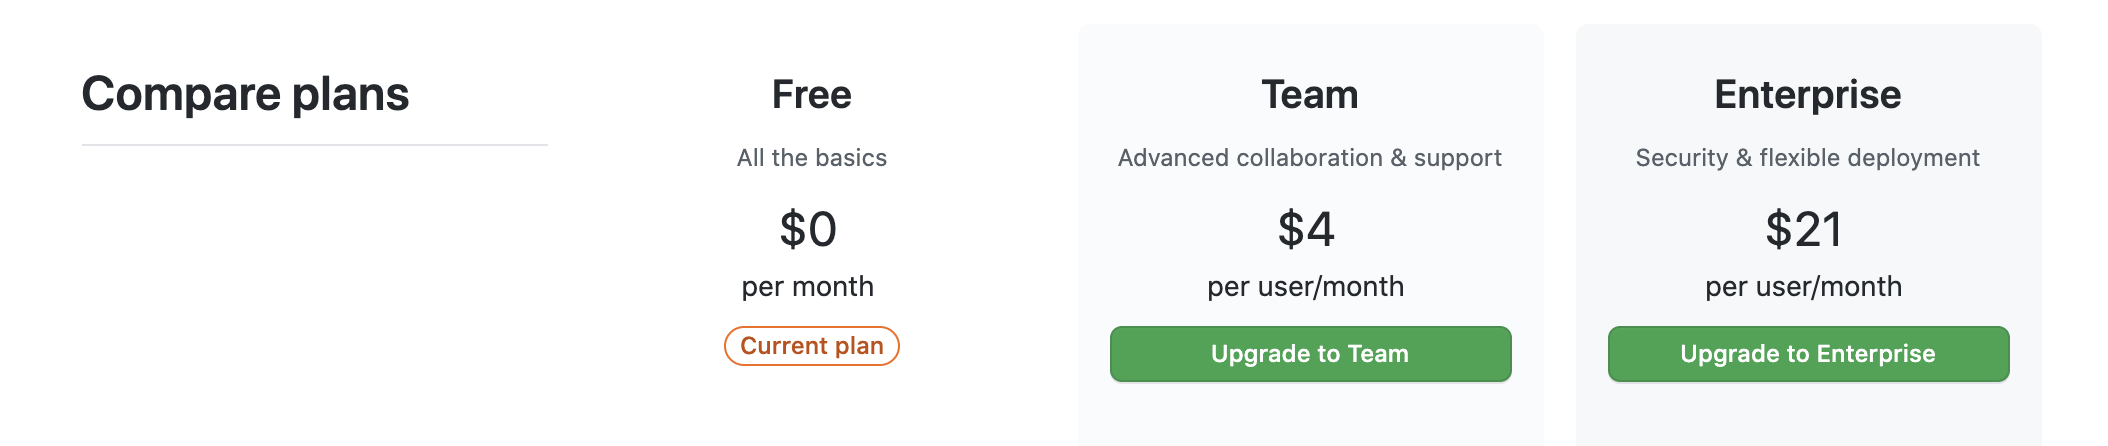 Compare plans
Free
All the basics
$0
per month
Current plan
Team
Advanced collaboration & support
$4
per user/month
Upgrade to Team
Enterprise
Security & flexible deployment
$21
per user/month
Upgrade to Enterprise